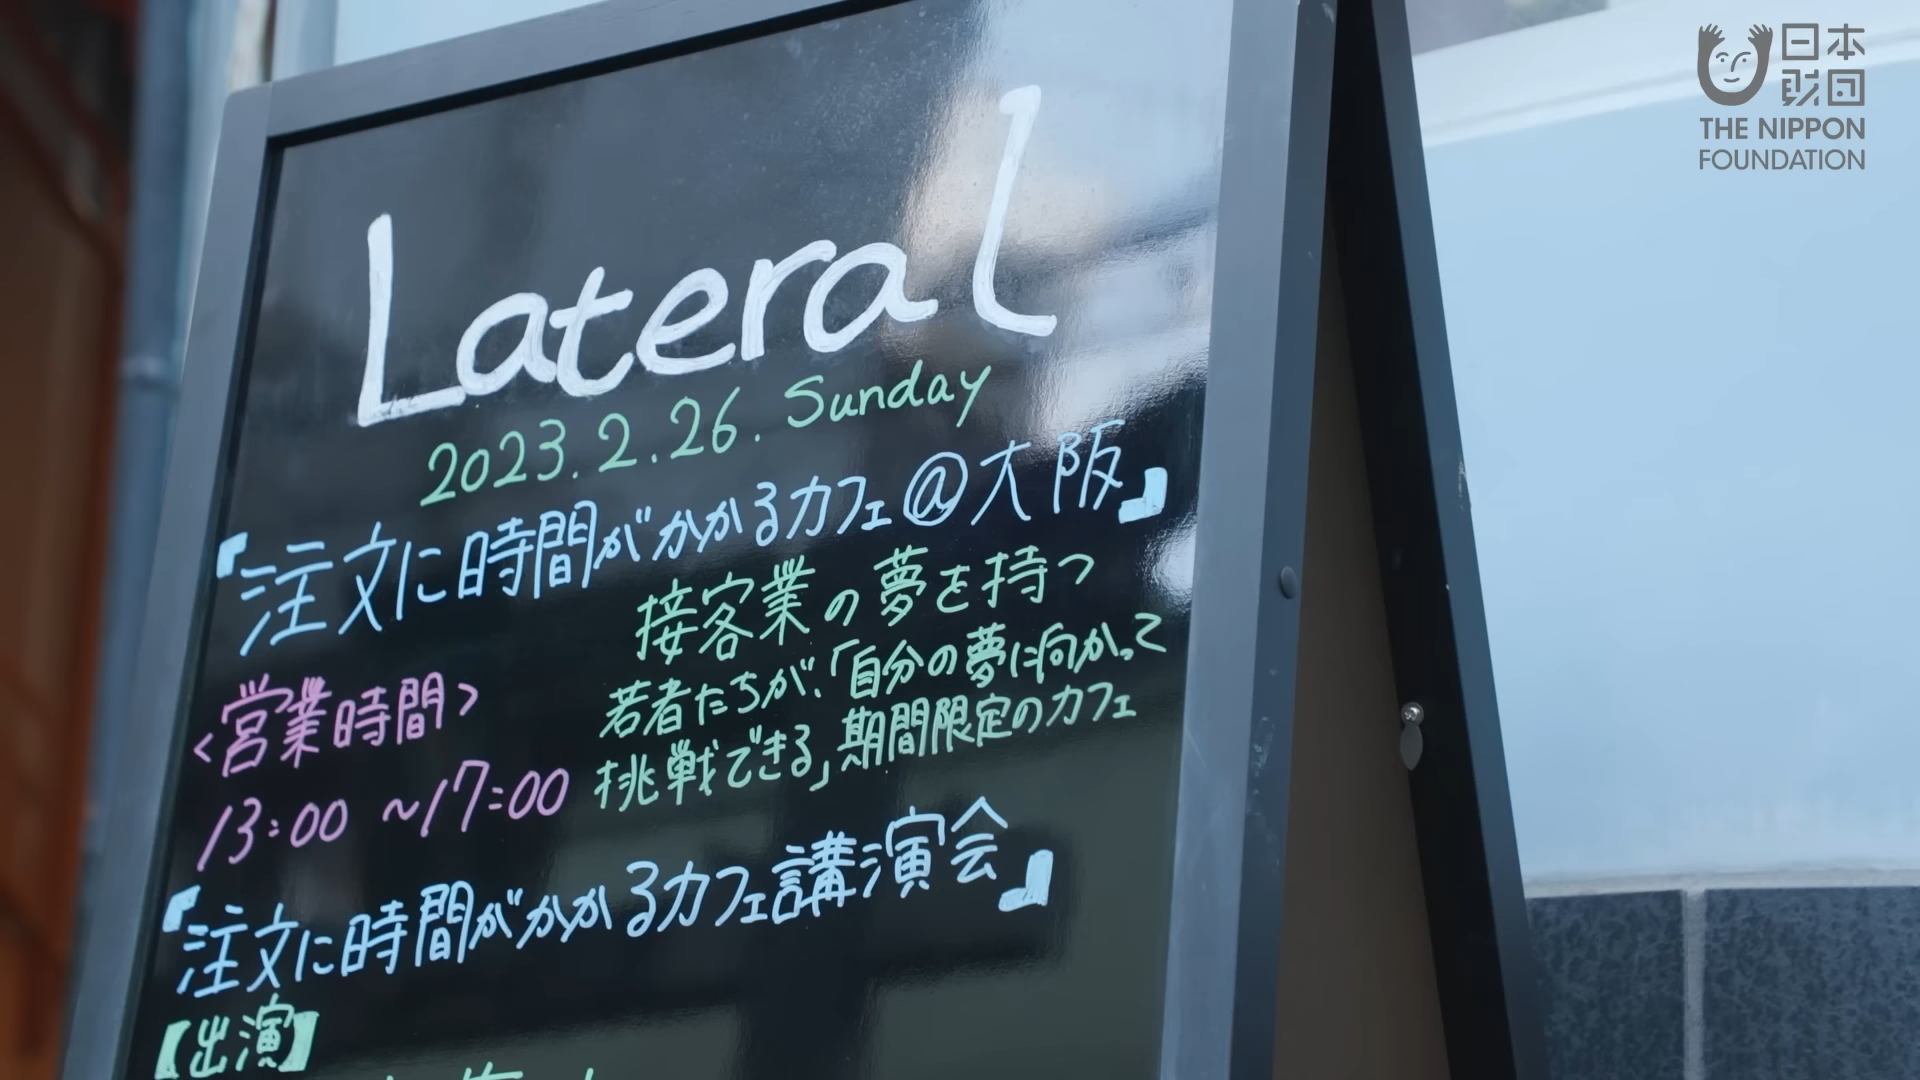 日本
財団
THE NIPPON
FOUNDATION
Lateral
2023.2.26. Sunday
『注文に時間がかかるカフェ@大阪』
接客業の夢を持つ
若者たちが、「自分の夢に向かって
挑戦できる」期間限定のカフェ
<営業時間>
13:00 ~17:00
『注文に時間がかかるカフェ講演会』
【出演】